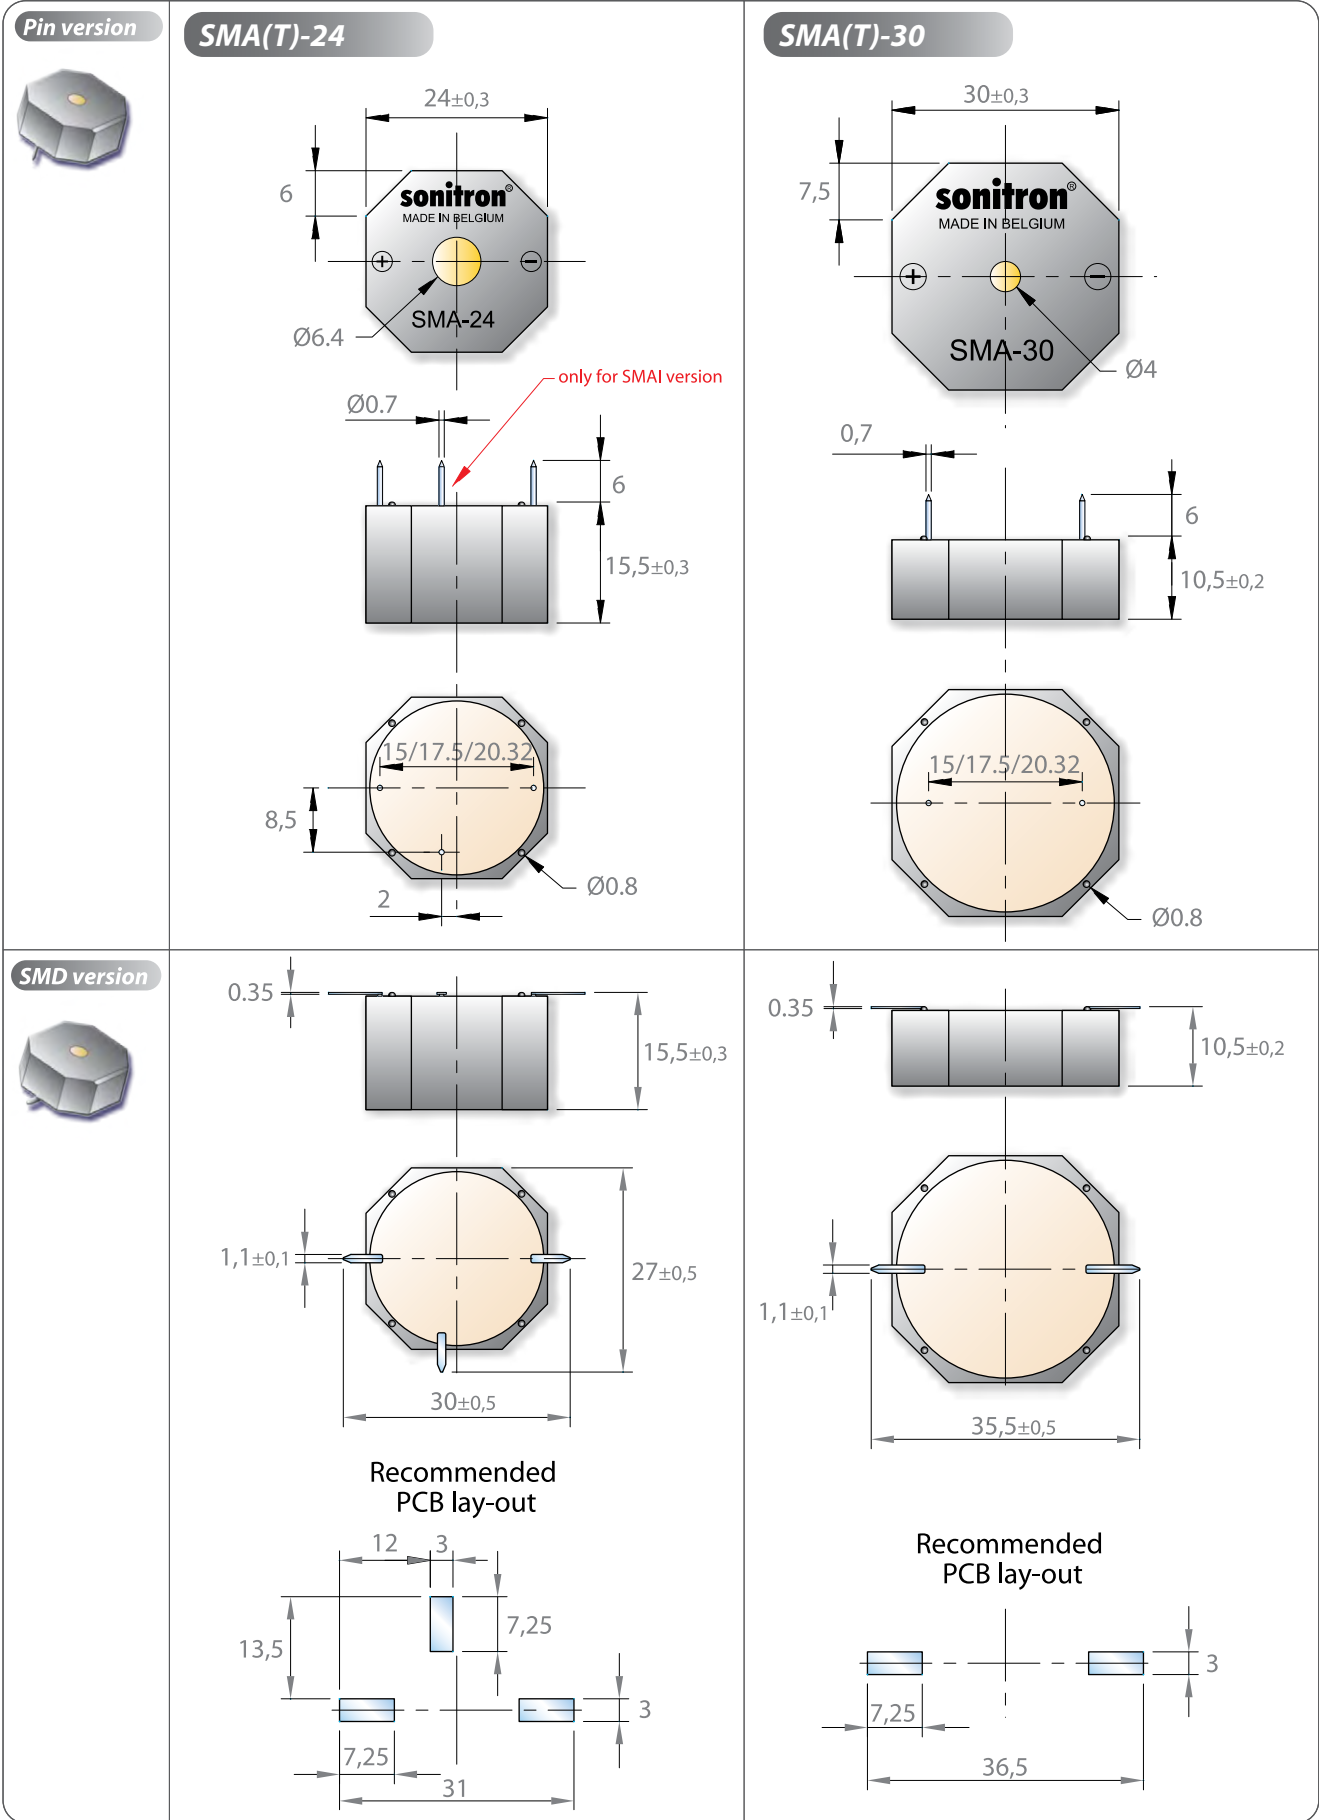 Pin version
SMA(T)-24
SMA(T)-30
24±0,3
6
sonitron®
MADE IN BELGIUM
+
−
Ø6.4
SMA-24
30±0,3
7,5
sonitron®
MADE IN BELGIUM
+
−
SMA-30
Ø4
only for SMAI version
Ø0.7
6
15,5±0,3
0,7
6
10,5±0,2
15/17.5/20.32
8,5
2
Ø0.8
15/17.5/20.32
Ø0.8
SMD version
0.35
15,5±0,3
0.35
10,5±0,2
1,1±0,1
27±0,5
30±0,5
1,1±0,1
35,5±0,5
Recommended
PCB lay-out
12
3
7,25
13,5
3
7,25
31
Recommended
PCB lay-out
3
7,25
36,5